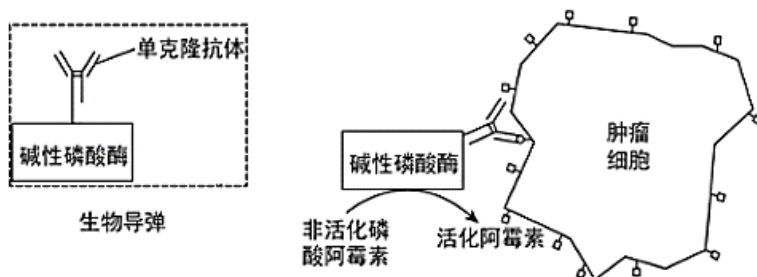 单克隆抗体
碱性磷酸酶
生物导弹
碱性磷酸酶
非活化磷
酸阿霉素
活化阿霉素
肿瘤
细胞